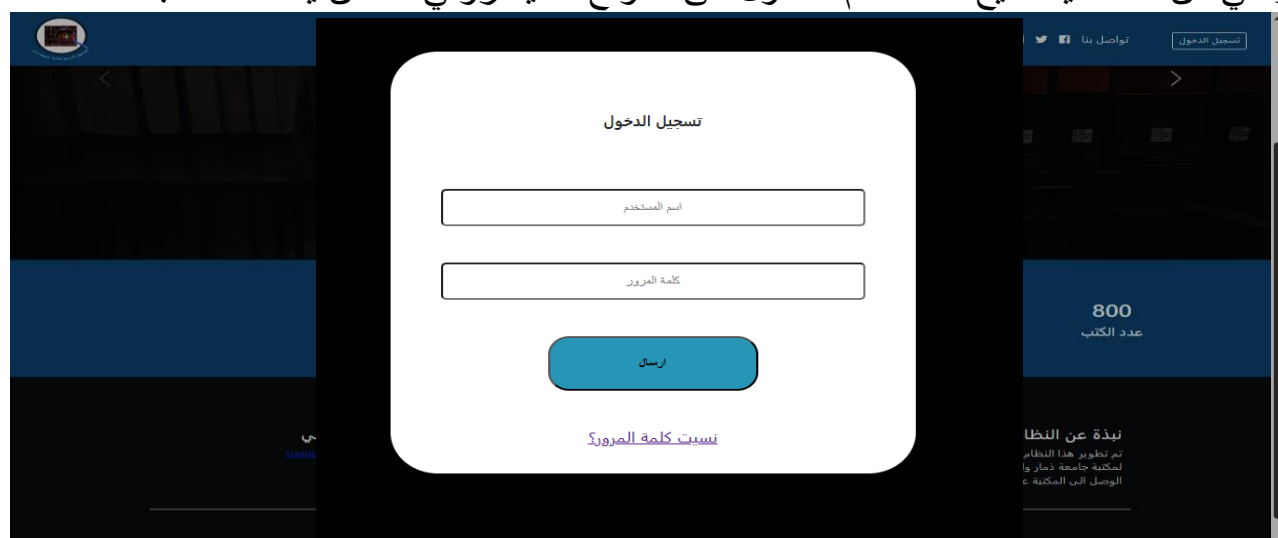 تسجيل الدخول
تواصل بنا
تسجيل الدخول
اسم المستخدم
كلمة المرور
ارسال
نسيت كلمة المرور؟
800
عدد الكتب
نبذة عن النظا
تم تطوير هذا النظام
لمكتبة جامعة ذمار وا
الوصل الى المكتبة ع